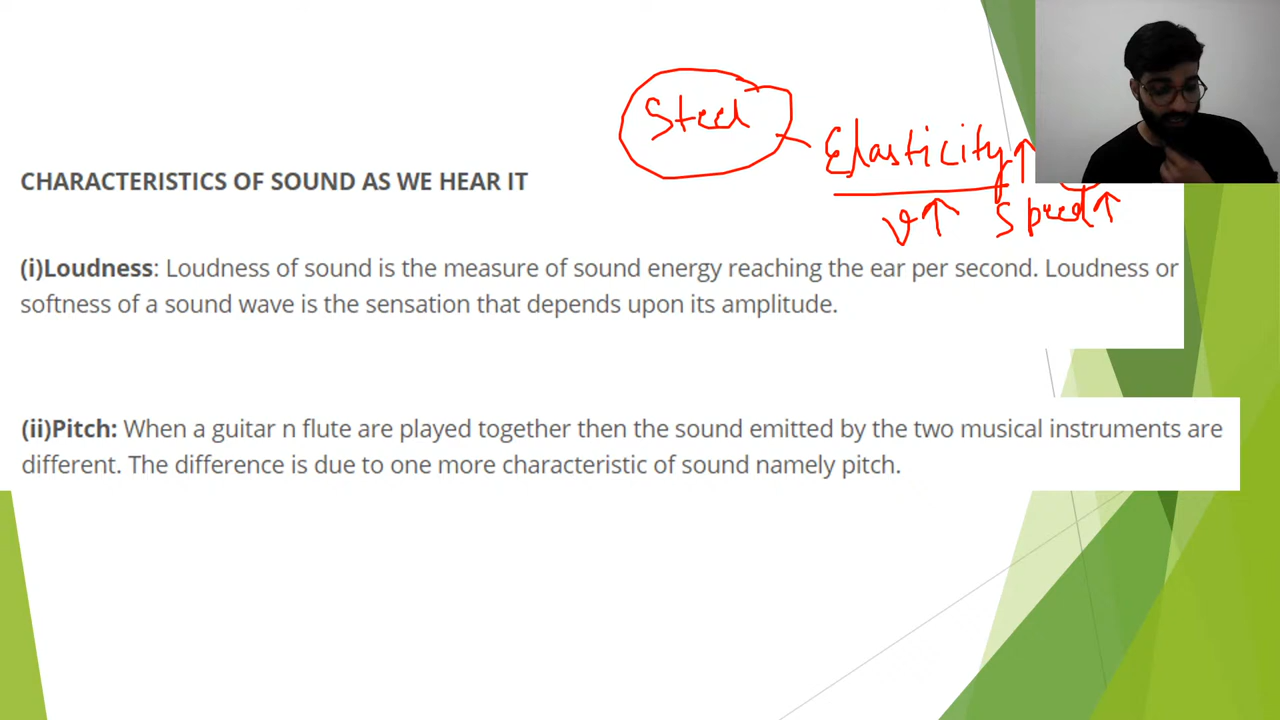 Steel
Elasticity↑
v↑ Speed↑
CHARACTERISTICS OF SOUND AS WE HEAR IT
(i)Loudness: Loudness of sound is the measure of sound energy reaching the ear per second. Loudness or
softness of a sound wave is the sensation that depends upon its amplitude.
(ii)Pitch: When a guitar n flute are played together then the sound emitted by the two musical instruments are
different. The difference is due to one more characteristic of sound namely pitch.